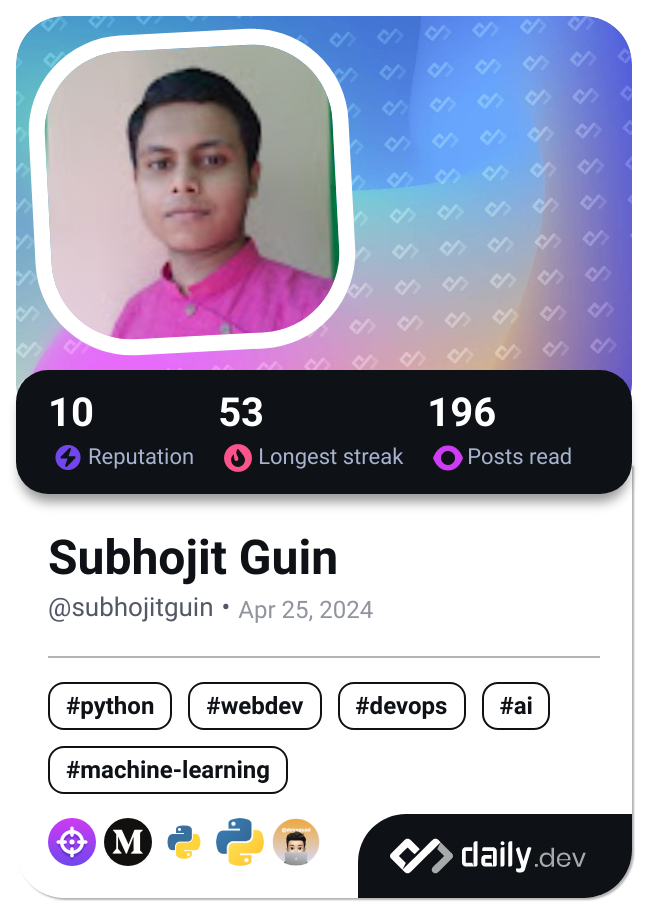 10 53 196
Reputation Longest streak Posts read
Subhojit Guin
@subhojitguin • Apr 25, 2024
#python #webdev #devops #ai
#machine-learning
M
daily.dev